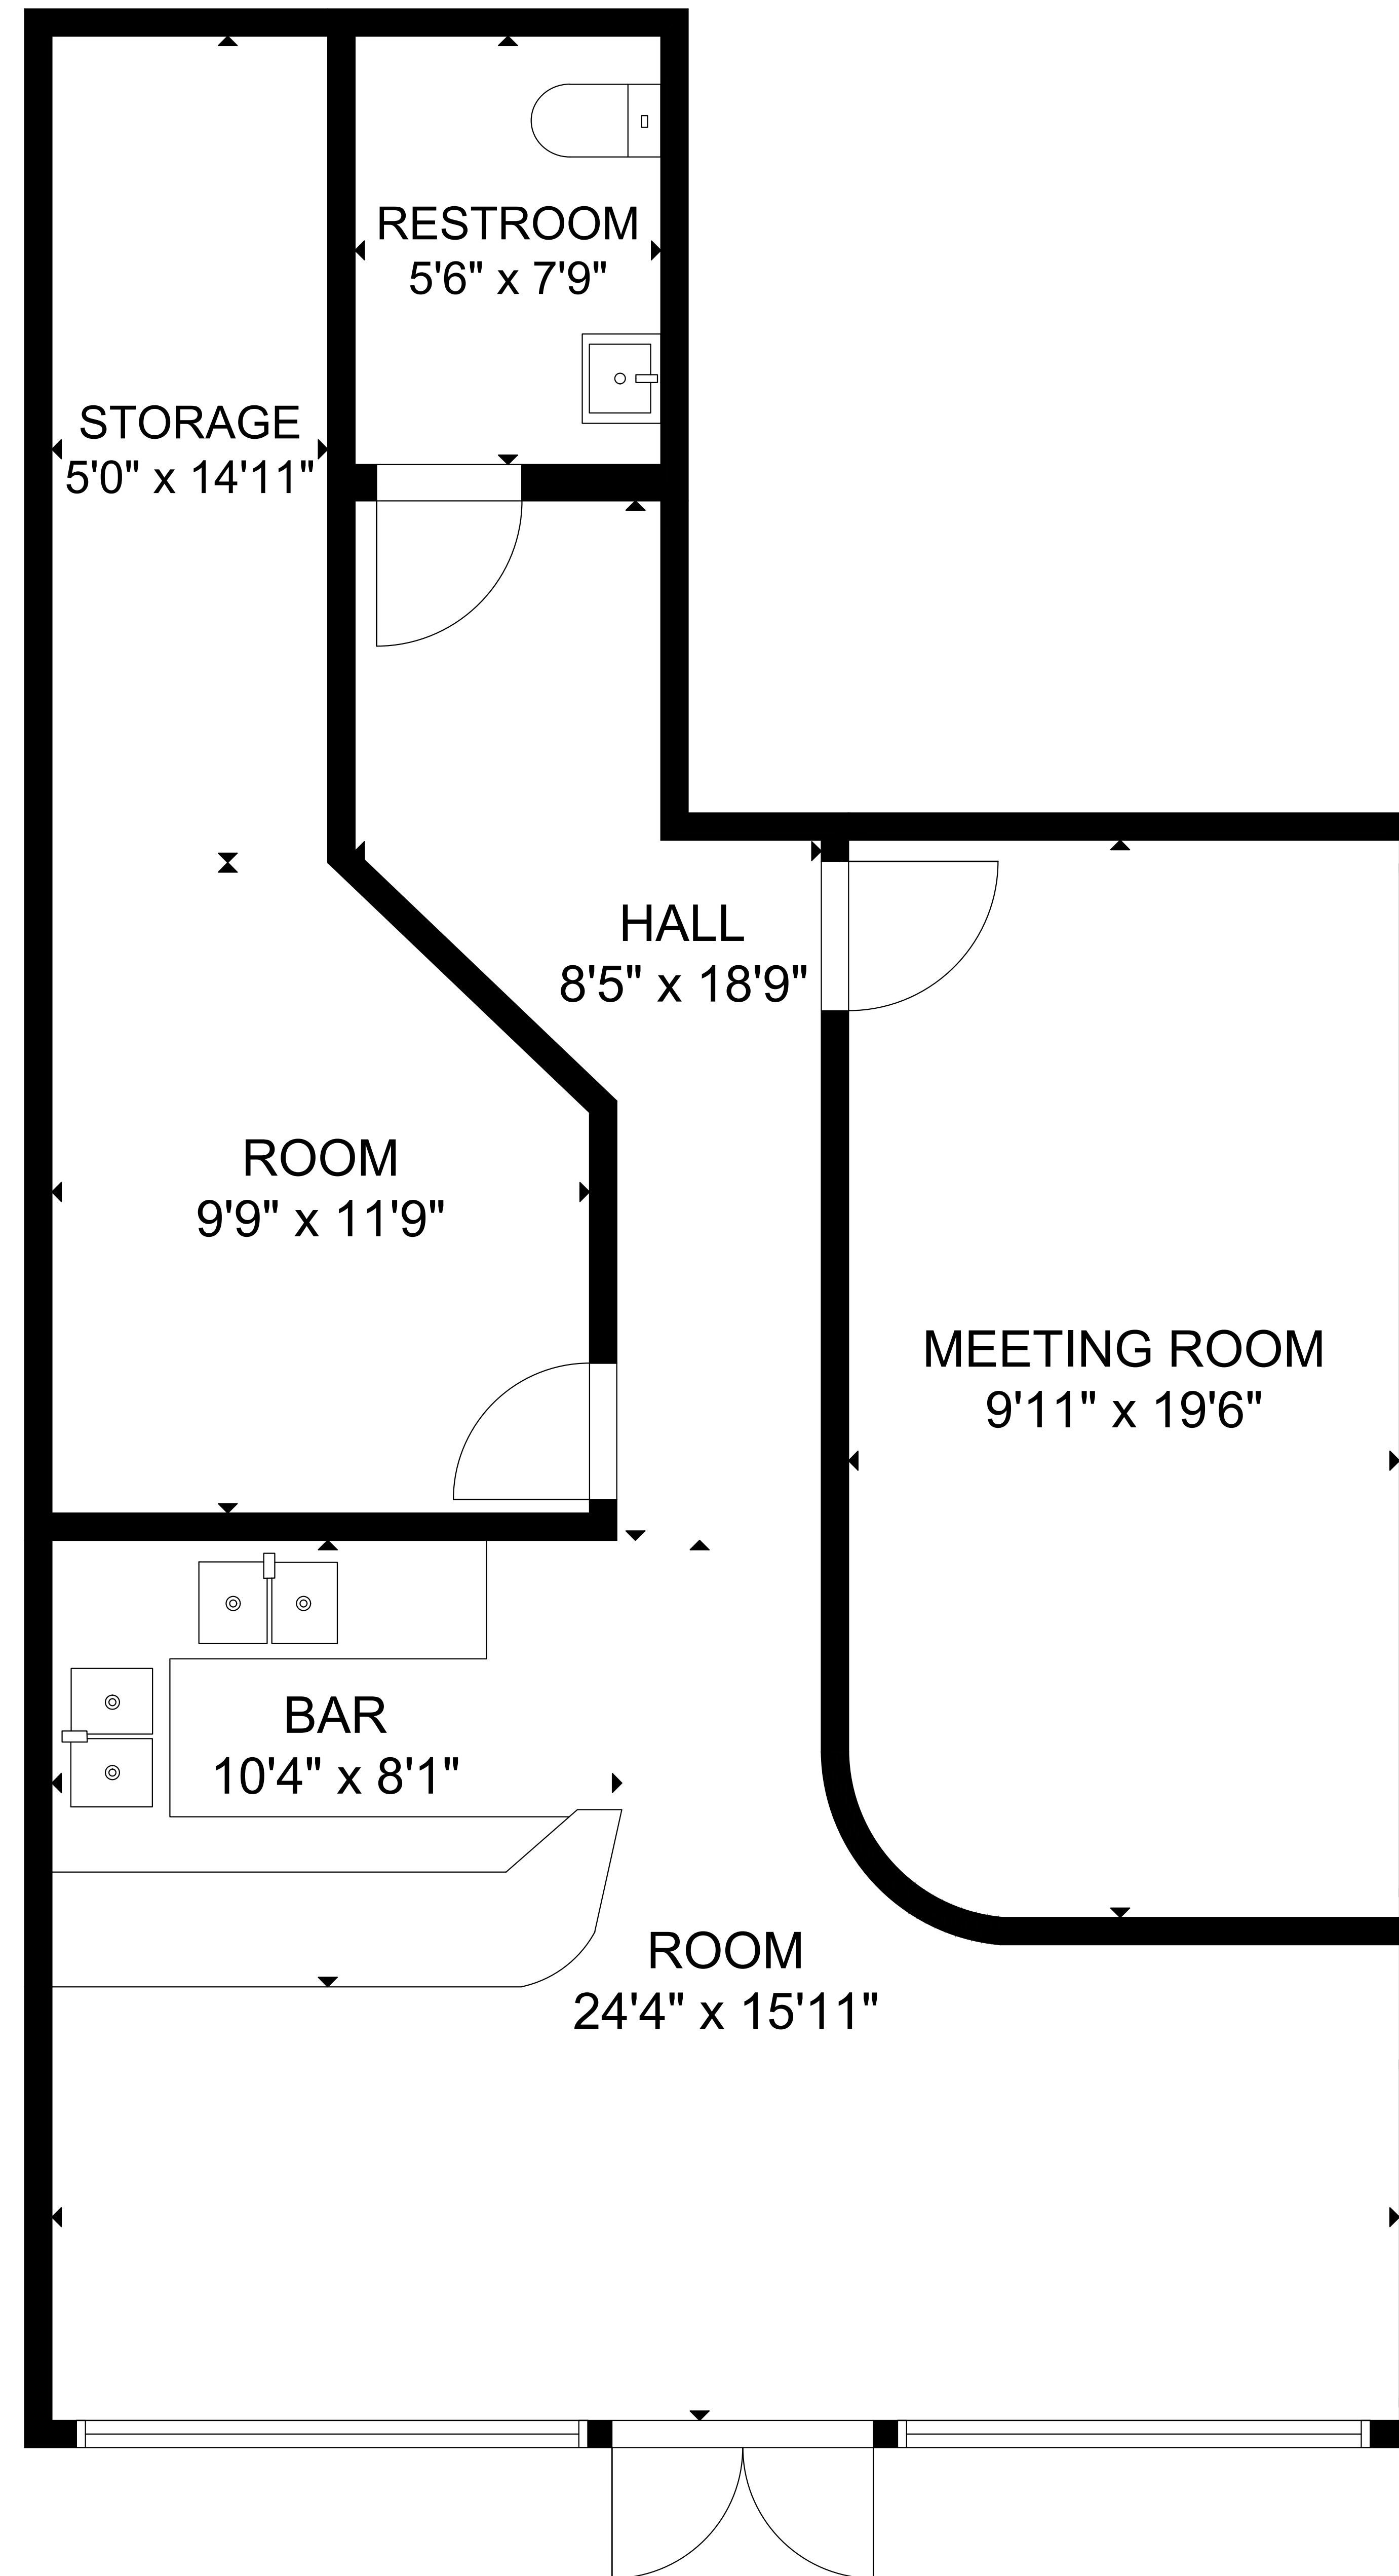 RESTROOM
5'6" x 7'9"
STORAGE
5'0" x 14'11"
HALL
8'5" x 18'9"
ROOM
9'9" x 11'9"
MEETING ROOM
9'11" x 19'6"
BAR
10'4" x 8'1"
ROOM
24'4" x 15'11"